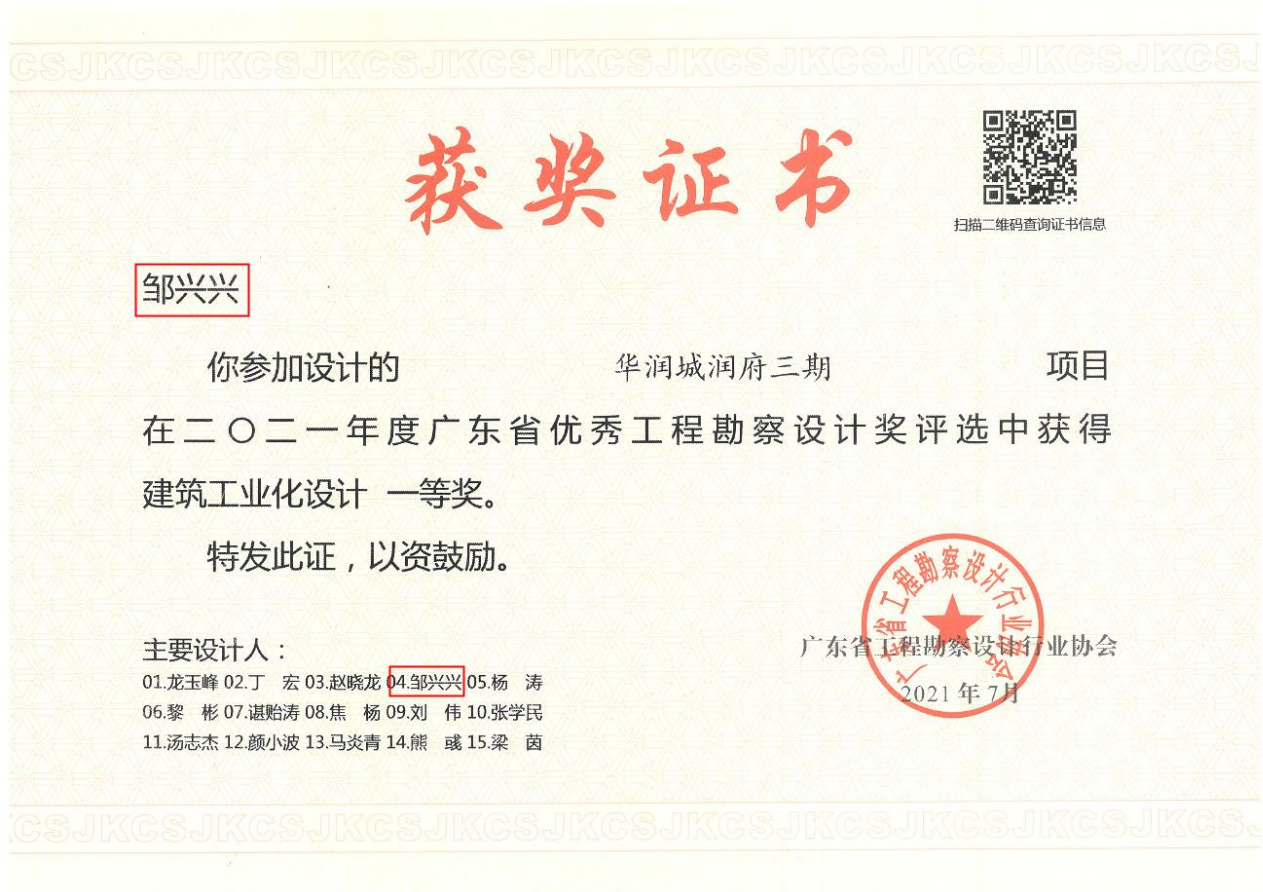 CSJKCSJKCSJKCSJKCSJKCSJKCSJKCSJKCSJKCSJKCS
获奖证书
扫描二维码查询证书信息
邹兴兴
你参加设计的 华润城润府三期 项目
在二〇二一年度广东省优秀工程勘察设计奖评选中获得
建筑工业化设计 一等奖。
特发此证，以资鼓励。
广东省工程勘察设计行业协会
广东省工程勘察设计行业协会
2021年7月
主要设计人：
01.龙玉峰 02.丁 宏 03.赵晓龙 04.邹兴兴 05.杨 涛
06.黎 彬 07.谌贻涛 08.焦 杨 09.刘 伟 10.张学民
11.汤志杰 12.颜小波 13.马炎青 14.熊 彧 15.梁 茵
CSJKCSJKCSJKCSJKCSJKCSJKCSJKCSJKCSJKCSJKCS